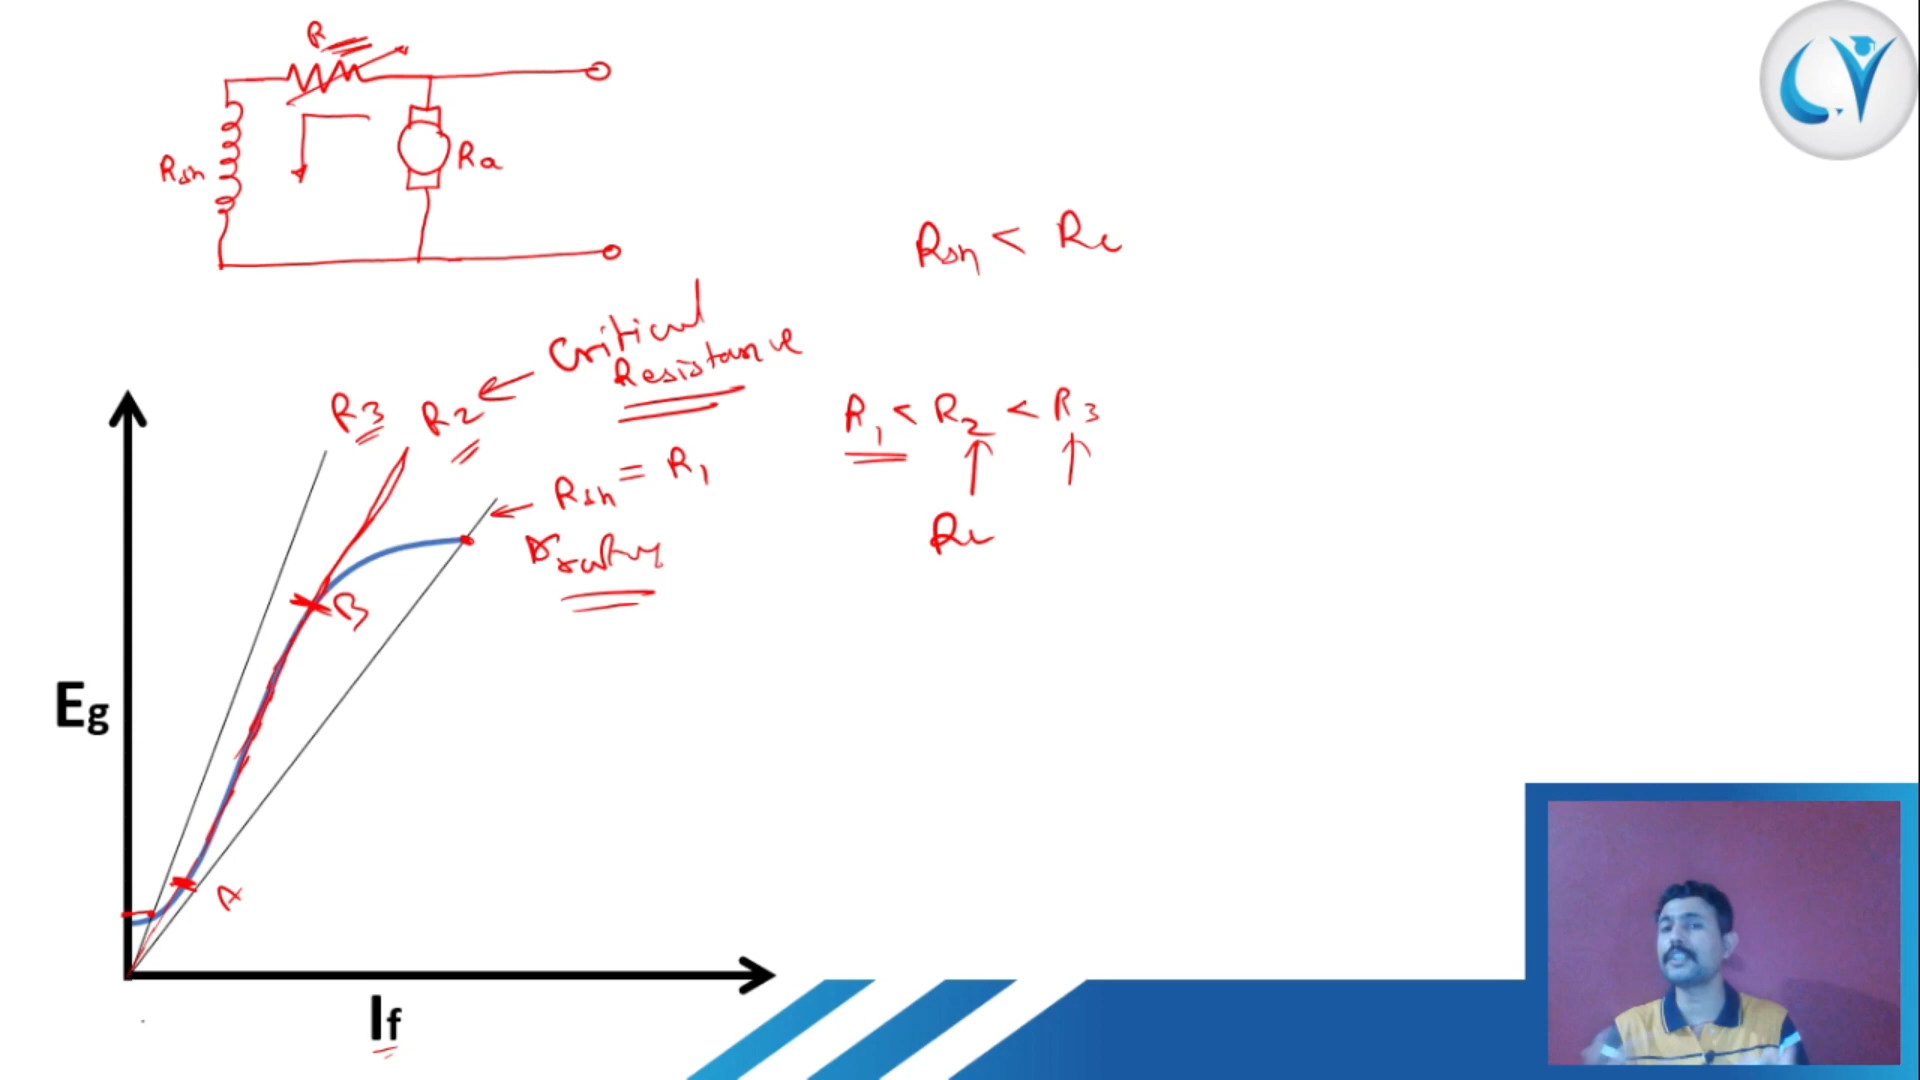 R
Rsh
Ra
Rsh < Rc
Critical
Resistance
R3
R2
R1 < R2 < R3
Rsh = R1
Rc
B
Eg
A
If